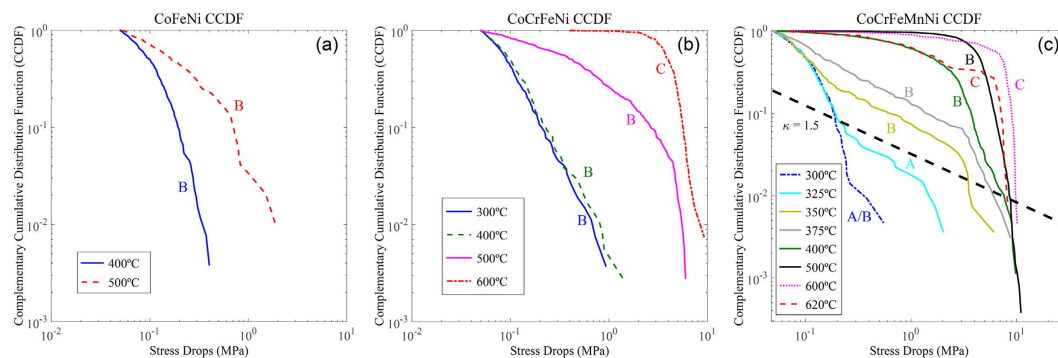 CoFeNi CCDF
(a)
Complementary Cumulative Distribution Function (CCDF)
10^0
10^-1
10^-2
10^-3
B
B
400ºC
500ºC
10^-1
10^0
10^1
Stress Drops (MPa)
CoCrFeNi CCDF
(b)
Complementary Cumulative Distribution Function (CCDF)
10^0
10^-1
10^-2
10^-3
C
B
B
B
300ºC
400ºC
500ºC
600ºC
10^-1
10^0
10^1
Stress Drops (MPa)
CoCrFeMnNi CCDF
(c)
Complementary Cumulative Distribution Function (CCDF)
10^0
10^-1
10^-2
10^-3
B
C
C
B
B
B
κ = 1.5
A
A/B
300ºC
325ºC
350ºC
375ºC
400ºC
500ºC
600ºC
620ºC
10^-1
10^0
10^1
Stress Drops (MPa)